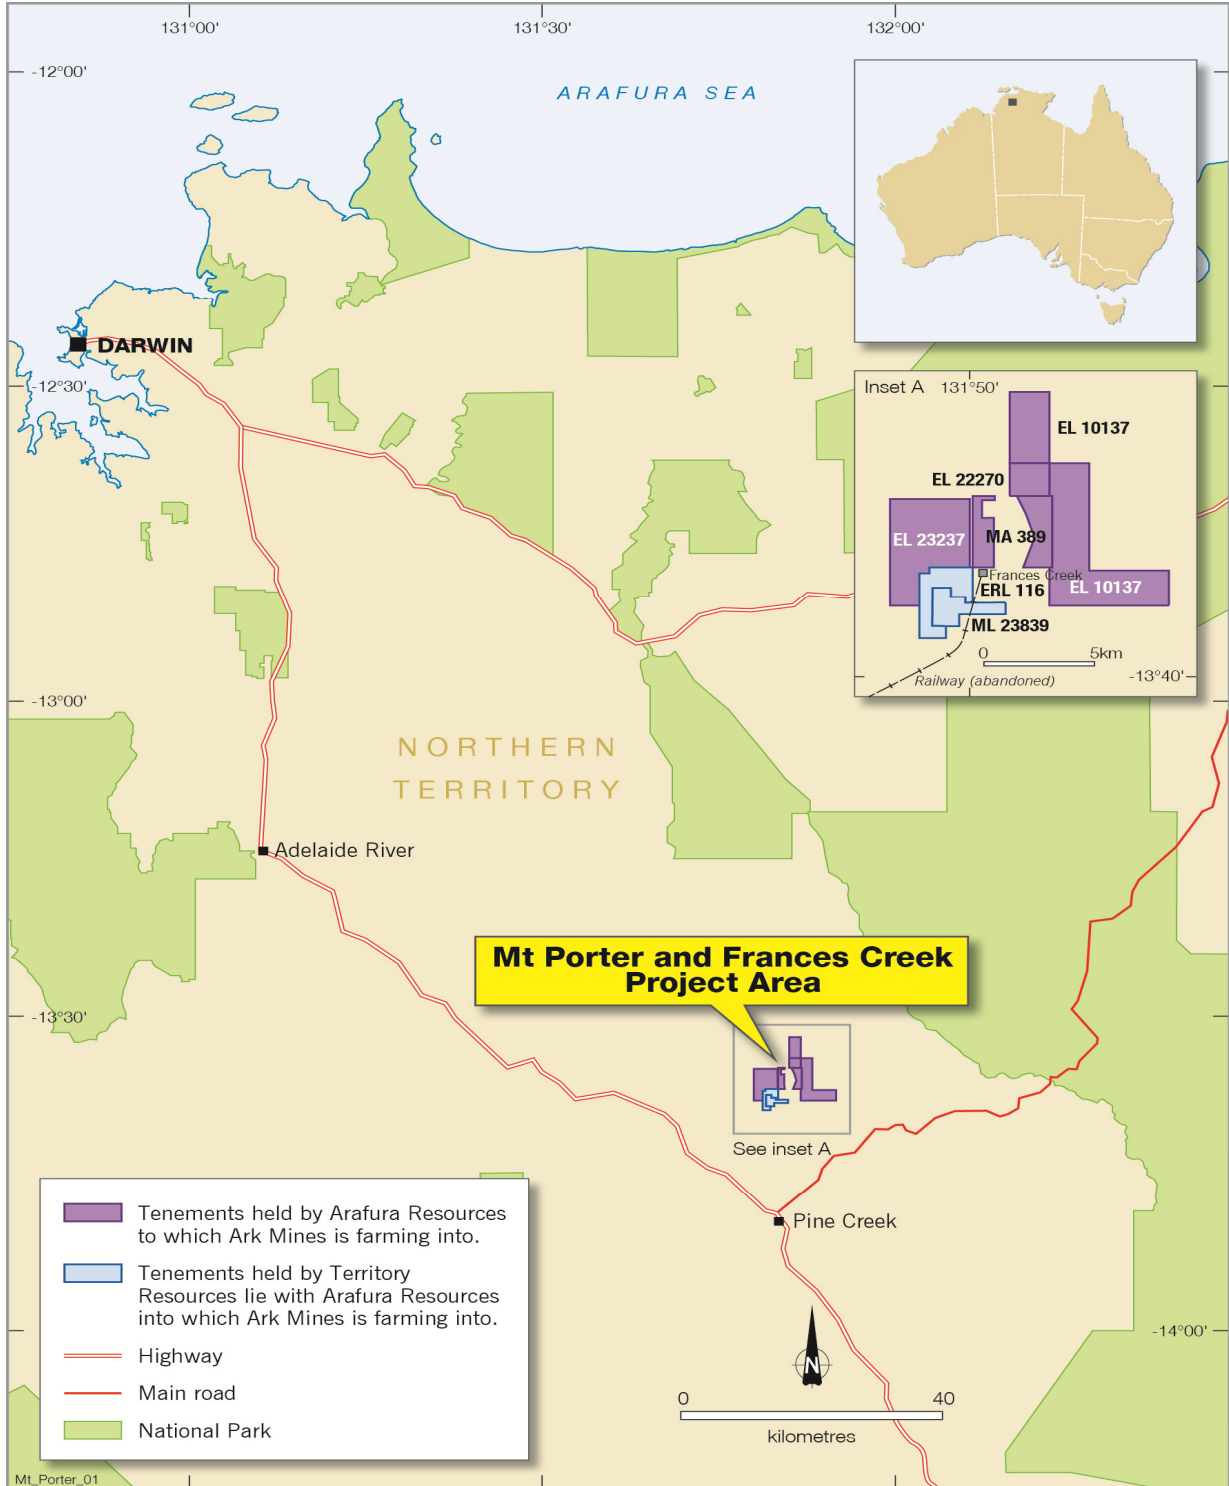 131°00'
131°30'
132°00'
-12°00'
ARAFURA SEA
DARWIN
-12°30'
Inset A
131°50'
EL 10137
EL 22270
EL 23237
MA 389
Frances Creek
ERL 116
EL 10137
ML 23839
0
5km
Railway (abandoned)
-13°40'
-13°00'
NORTHERN
TERRITORY
Adelaide River
Mt Porter and Frances Creek
Project Area
-13°30'
See inset A
Pine Creek
Tenements held by Arafura Resources
to which Ark Mines is farming into.
Tenements held by Territory
Resources lie with Arafura Resources
into which Ark Mines is farming into.
Highway
Main road
National Park
-14°00'
N
0
40
kilometres
Mt_Porter_01